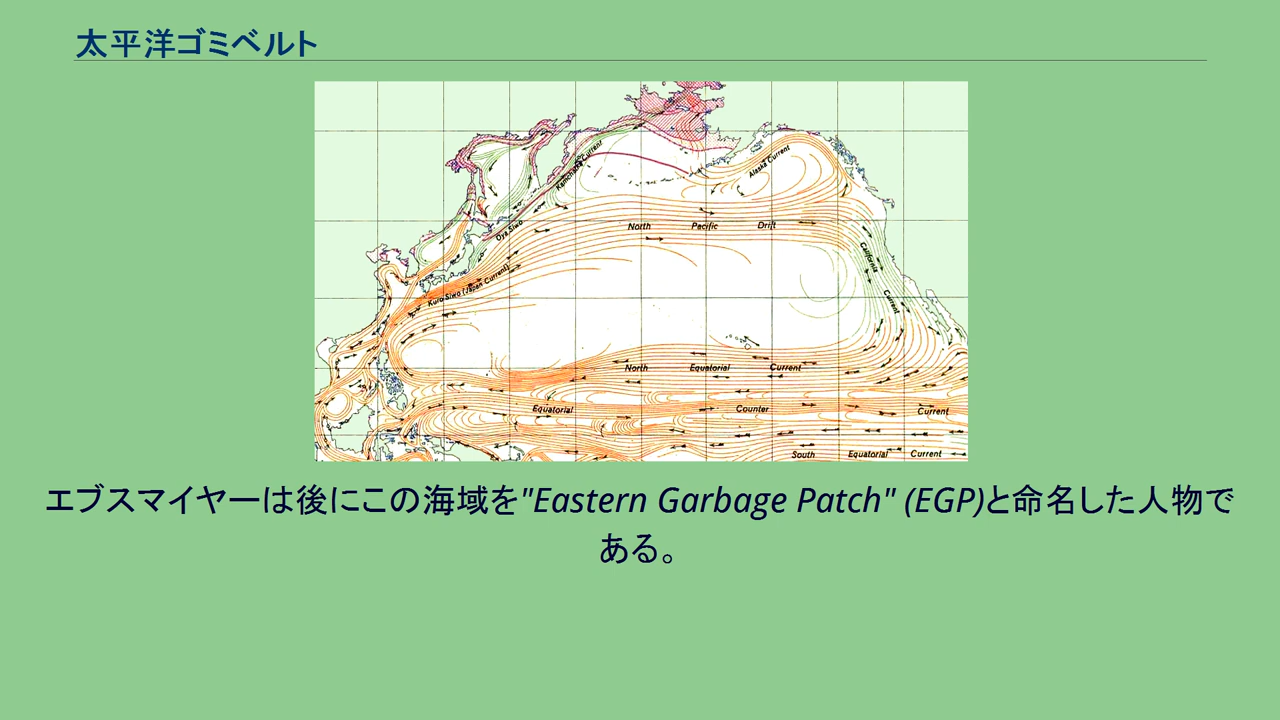 太平洋ゴミベルト
Kamchatka Current
Alaska Current
Oya Siwo
North Pacific Drift
California Current
Kuro Siwo (Japan Current)
North Equatorial Current
Equatorial Counter Current
South Equatorial Current
エブスマイヤーは後にこの海域を"Eastern Garbage Patch" (EGP)と命名した人物で
ある。